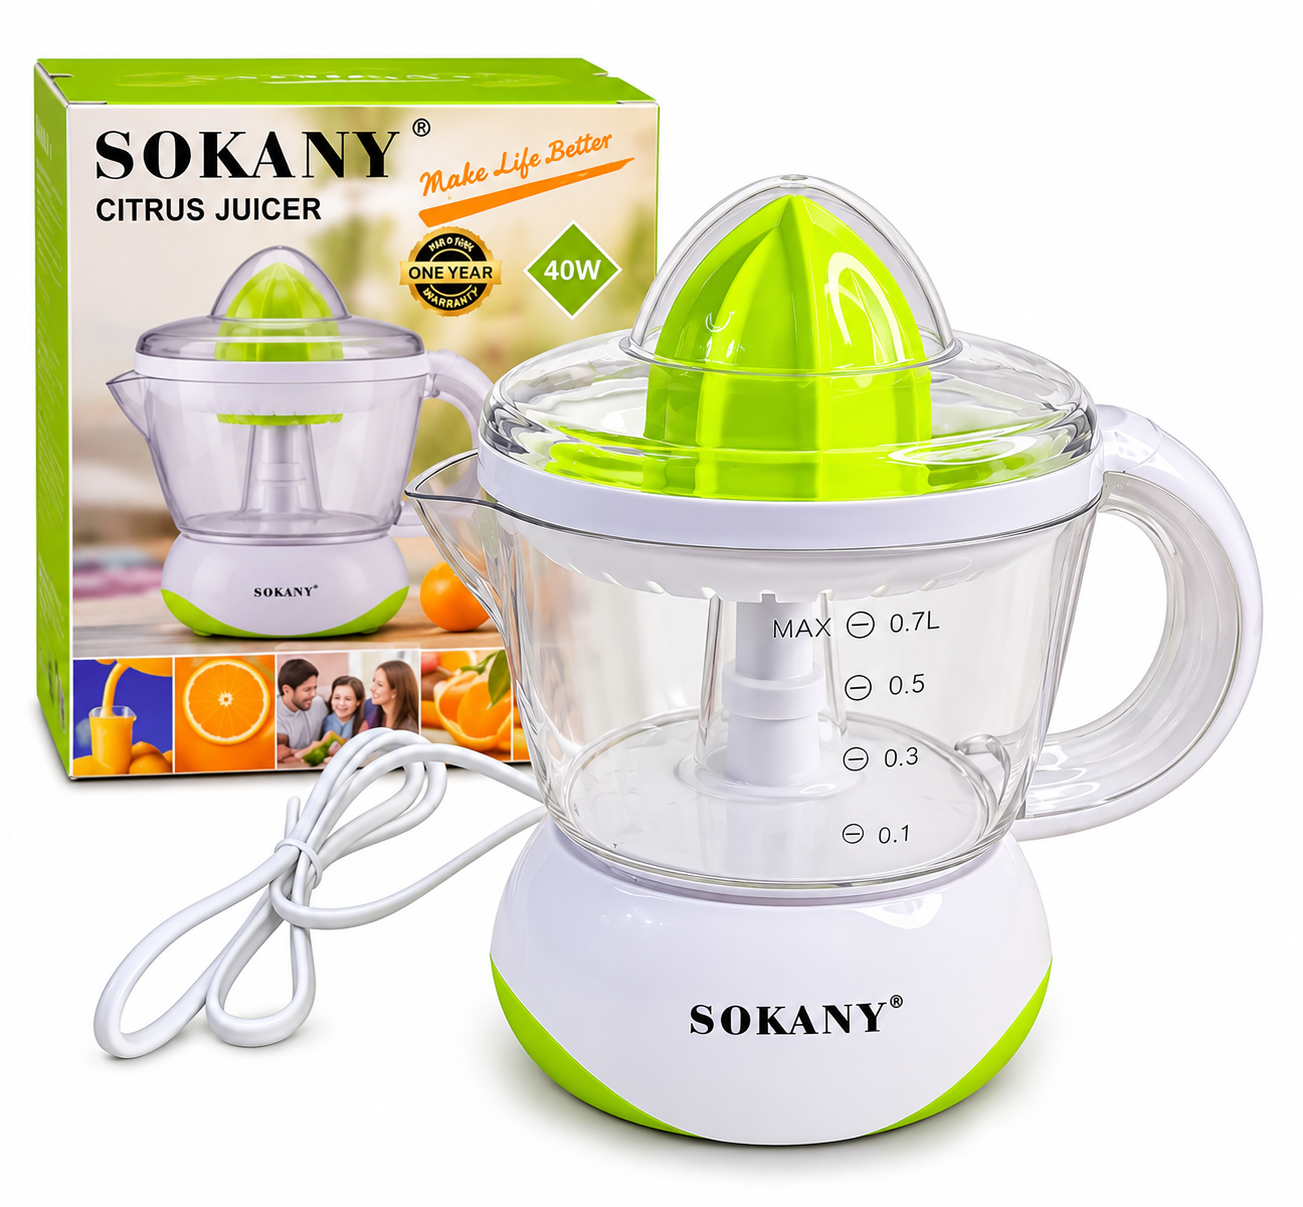 SOKANY®
Make Life Better
CITRUS JUICER
ONE YEAR
WARRANTY
40W
SOKANY®
MAX ⊖ 0.7L
⊖ 0.5
⊖ 0.3
⊖ 0.1
SOKANY®